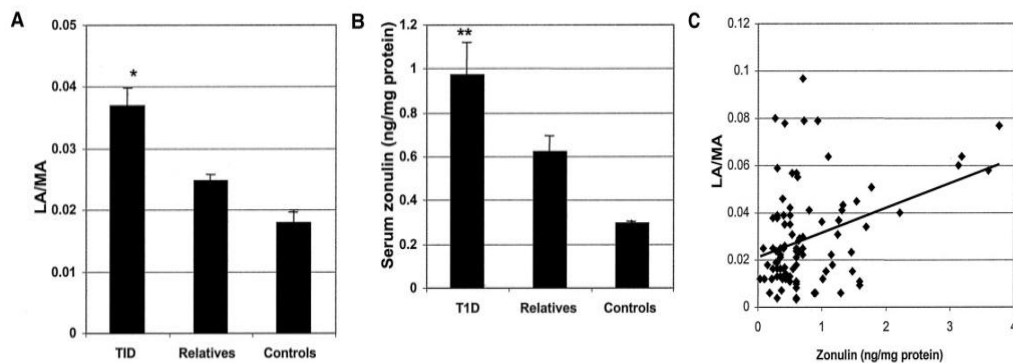 A
LA/MA
0.05
0.04
0.03
0.02
0.01
0
*
TID
Relatives
Controls
B
Serum zonulin (ng/mg protein)
1.2
1
0.8
0.6
0.4
0.2
0
**
T1D
Relatives
Controls
C
LA/MA
0.12
0.1
0.08
0.06
0.04
0.02
0
0
1
2
3
4
Zonulin (ng/mg protein)